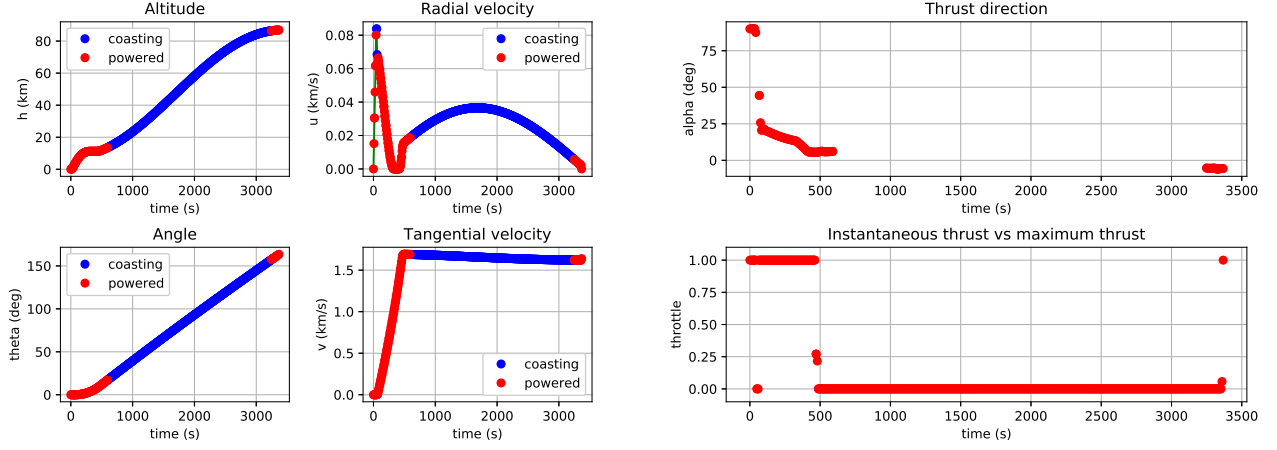 Altitude
80
60
40
20
0
h (km)
coasting
powered
0 1000 2000 3000
time (s)
Radial velocity
0.08
0.06
0.04
0.02
0.00
u (km/s)
coasting
powered
0 1000 2000 3000
time (s)
Thrust direction
75
50
25
0
alpha (deg)
0 500 1000 1500 2000 2500 3000 3500
time (s)
Angle
150
100
50
0
theta (deg)
coasting
powered
0 1000 2000 3000
time (s)
Tangential velocity
1.5
1.0
0.5
0.0
v (km/s)
coasting
powered
0 1000 2000 3000
time (s)
Instantaneous thrust vs maximum thrust
1.00
0.75
0.50
0.25
0.00
throttle
0 500 1000 1500 2000 2500 3000 3500
time (s)